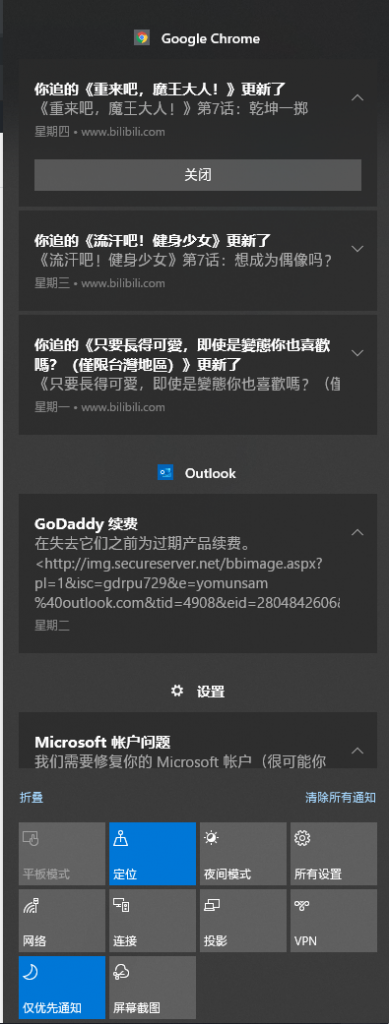 Google Chrome
你追的《重来吧，魔王大人！》更新了
《重来吧，魔王大人！》第7话：乾坤一掷
星期四 • www.bilibili.com
关闭
你追的《流汗吧！健身少女》更新了
《流汗吧！健身少女》第7话：想成为偶像吗？
星期三 • www.bilibili.com
你追的《只要長得可愛，即使是變態你也喜歡
嗎？（僅限台灣地區）》更新了
《只要長得可愛，即使是變態你也喜歡嗎？（僅
星期一 • www.bilibili.com
Outlook
GoDaddy 续费
在失去它们之前为过期产品续费。
<http://img.secureserver.net/bbimage.aspx?
pl=1&isc=gdrpu729&e=yomunsam
%40outlook.com&tid=4908&eid=2804842606&
星期二
设置
Microsoft 帐户问题
我们需要修复你的 Microsoft 帐户（很可能你
折叠
清除所有通知
平板模式
定位
夜间模式
所有设置
网络
连接
投影
VPN
仅优先通知
屏幕截图